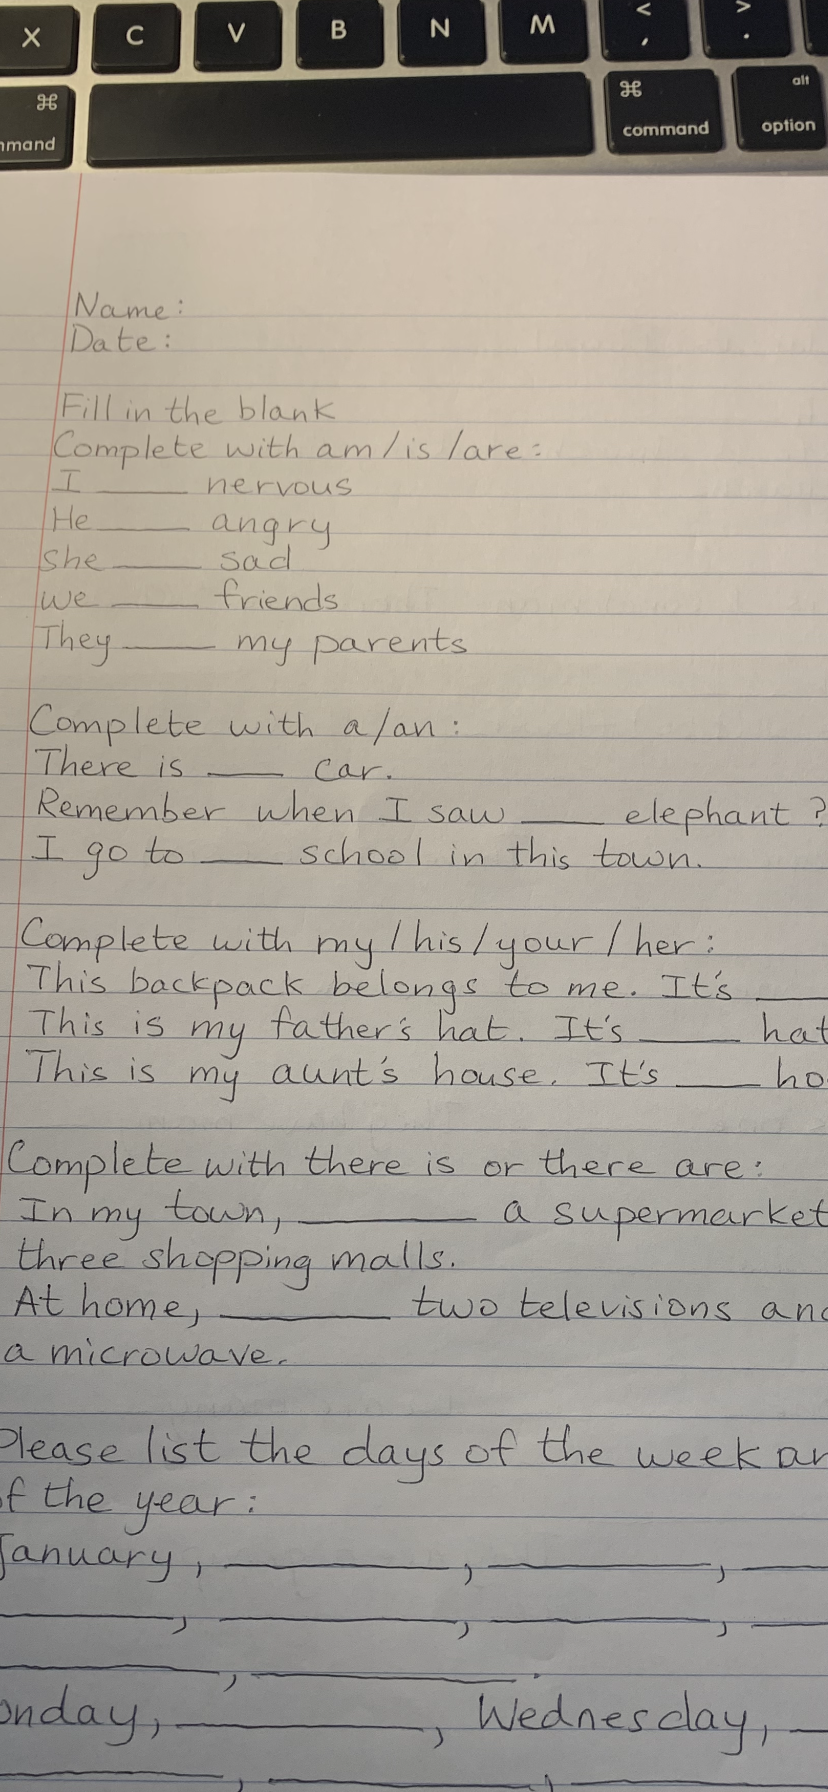 X C V B N M < , > .
⌘ ⌘ alt
command option
Name:
Date:
Fill in the blank
Complete with am/is/are:
I ____ nervous
He ____ angry
she ____ sad
we ____ friends
They ____ my parents
Complete with a/an:
There is ____ car.
Remember when I saw ____ elephant?
I go to ____ school in this town.
Complete with my/his/your/her:
This backpack belongs to me. It's ____
This is my father's hat. It's ____ hat
This is my aunt's house. It's ____ ho
Complete with there is or there are:
In my town, ________ a supermarket
three shopping malls.
At home, ________ two televisions and
a microwave.
Please list the days of the week
of the year:
January, ________, ________, ____
________, ________, ________, ____
________, ________.
onday, ________, Wednesday, __
________, ________, ________